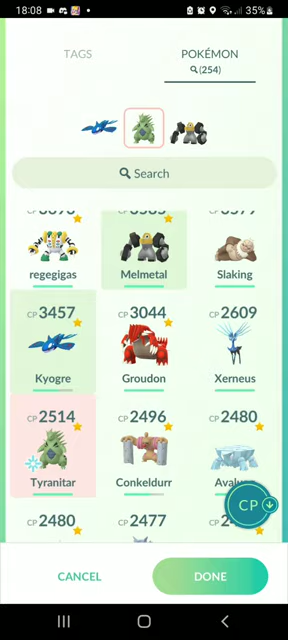 18:08 35%
TAGS POKÉMON
(254)
Search
regegigas Melmetal Slaking
CP 3457 CP 3044 CP 2609
Kyogre Groudon Xerneus
CP 2514 CP 2496 CP 2480
Tyranitar Conkeldurr
CP 2480 CP 2477
CP
CANCEL DONE